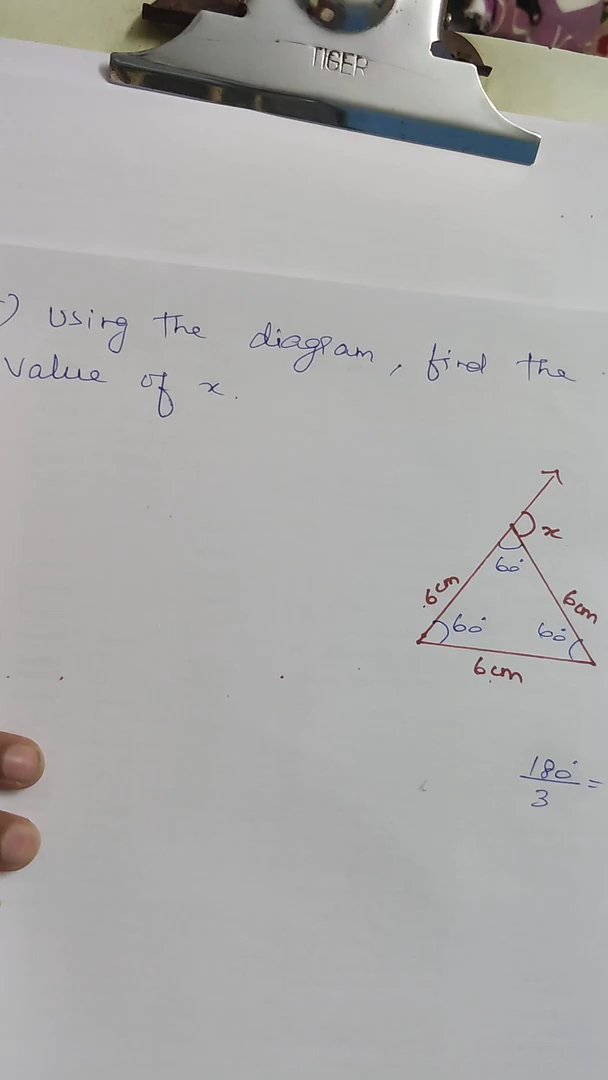 TIGER
) Using the diagram, find the
value of x.
x
60°
6cm
6cm
60°
60°
6cm
180°
3
=